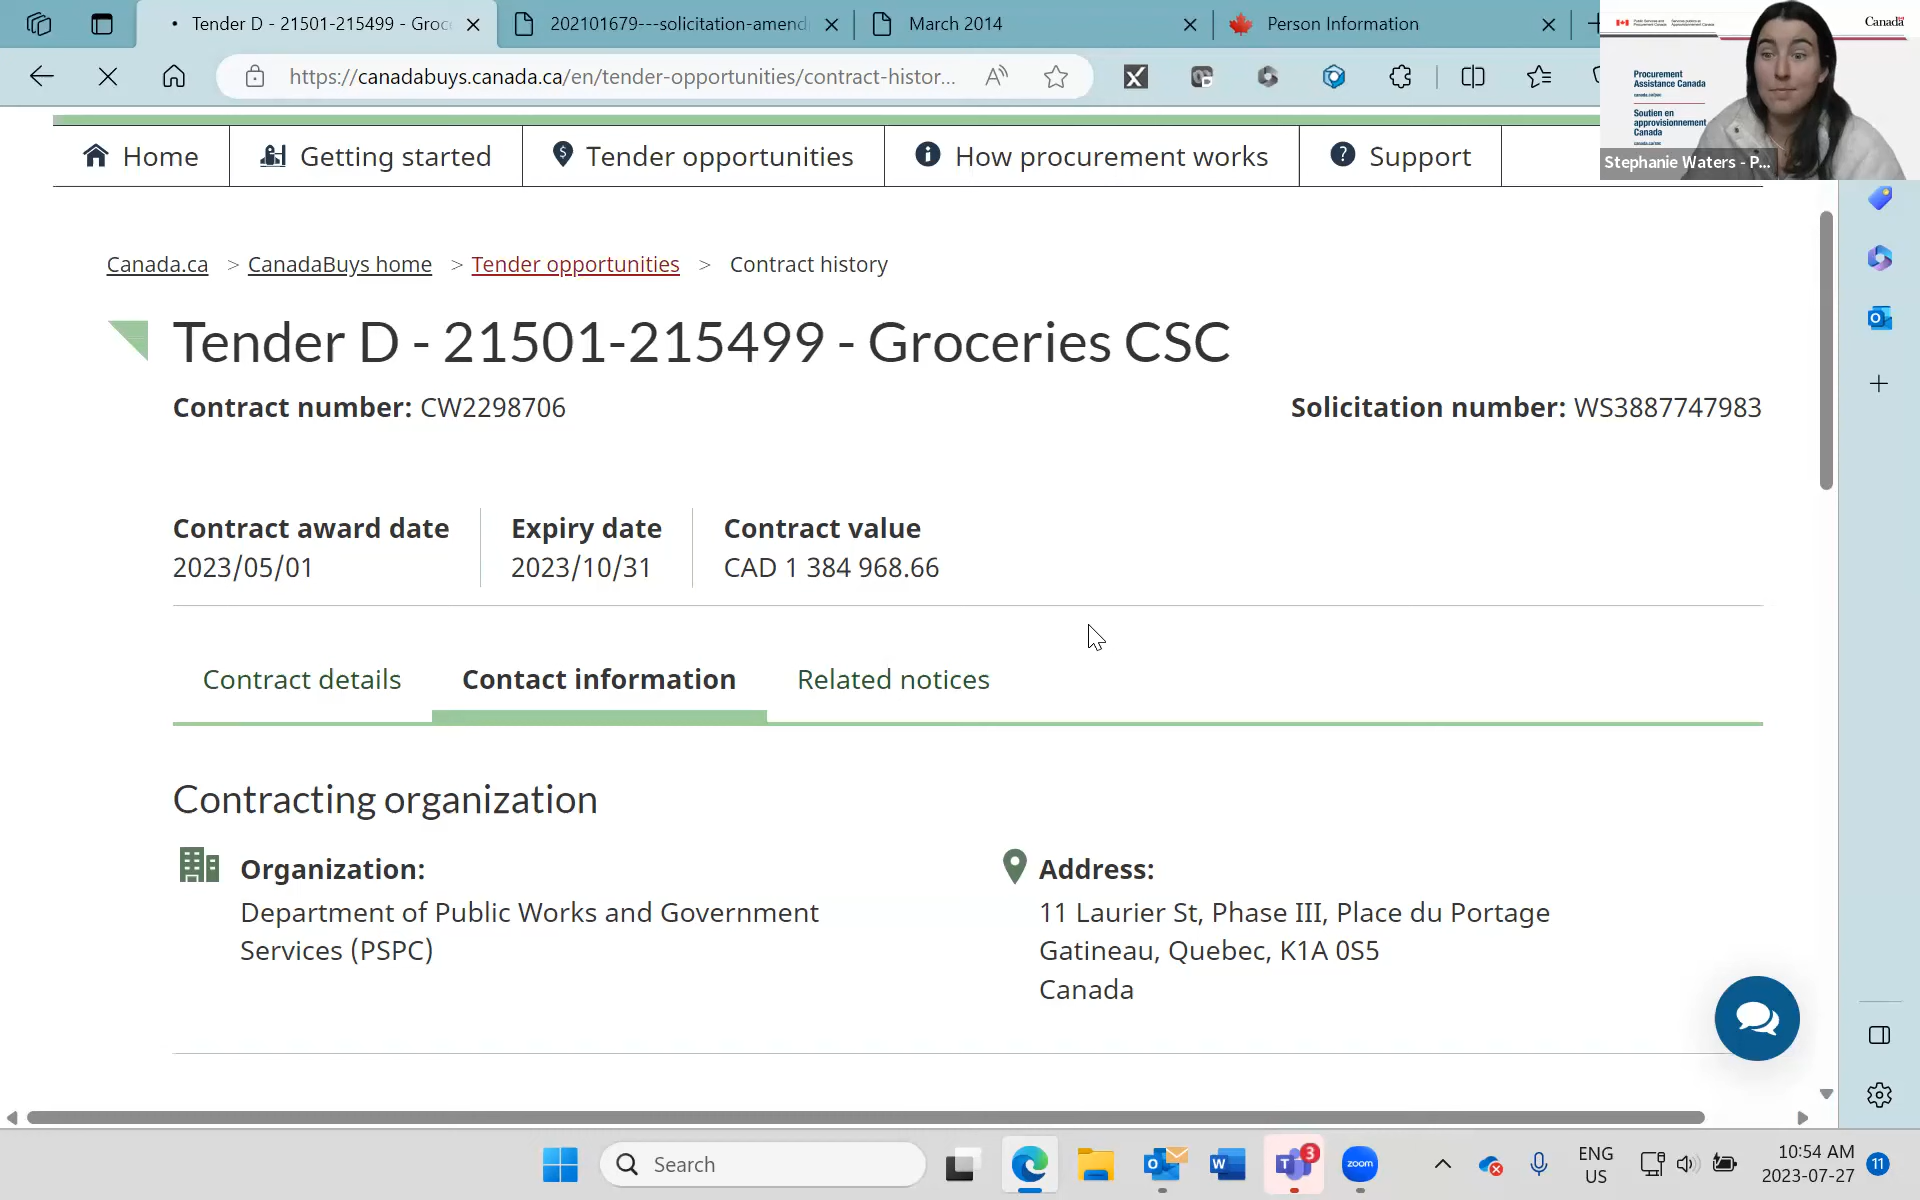 Tender D - 21501-215499 - Groc
202101679---solicitation-amend
March 2014
Person Information
https://canadabuys.canada.ca/en/tender-opportunities/contract-histor...
Canada
Procurement
Assistance Canada
Soutien en
approvisionnement
Canada
Stephanie Waters - P...
Home
Getting started
Tender opportunities
How procurement works
Support
Canada.ca > CanadaBuys home > Tender opportunities > Contract history
Tender D - 21501-215499 - Groceries CSC
Contract number: CW2298706
Solicitation number: WS3887747983
Contract award date
2023/05/01
Expiry date
2023/10/31
Contract value
CAD 1 384 968.66
Contract details
Contact information
Related notices
Contracting organization
Organization:
Department of Public Works and Government
Services (PSPC)
Address:
11 Laurier St, Phase III, Place du Portage
Gatineau, Quebec, K1A 0S5
Canada
Search
3
zoom
ENG
US
10:54 AM
2023-07-27
11